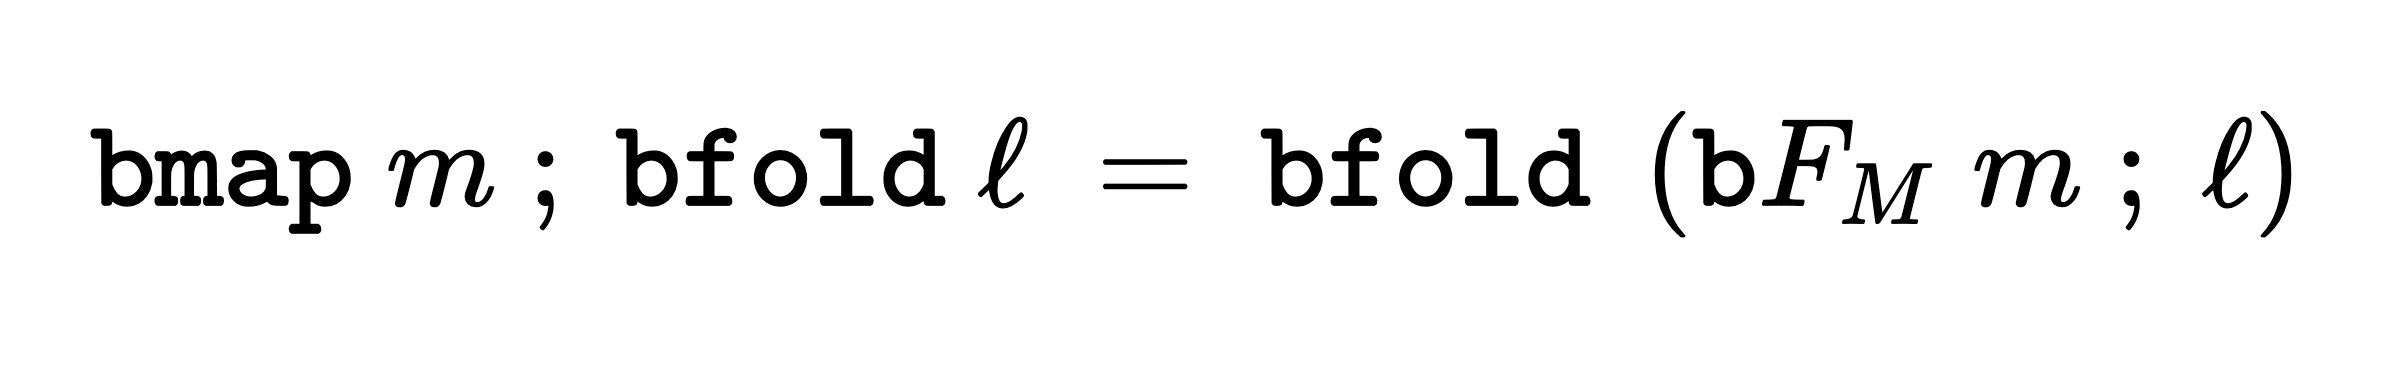 bmap m ; bfold ℓ = bfold (bF_M m ; ℓ)